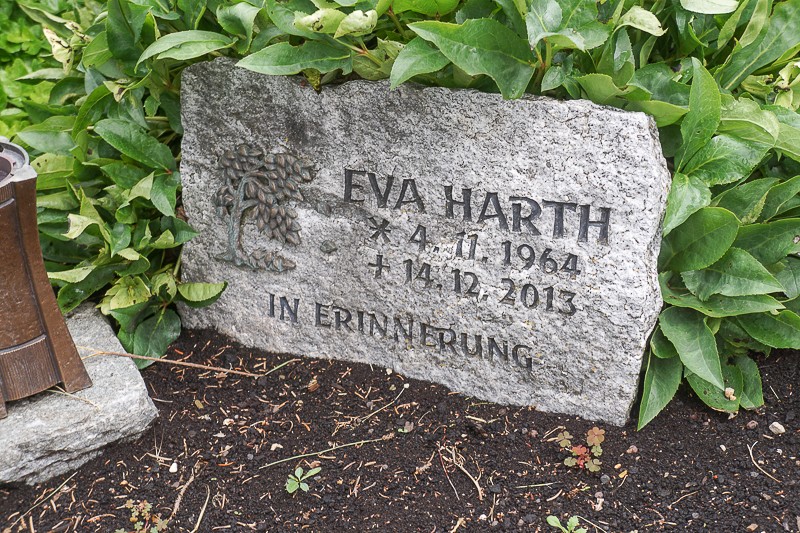 EVA HARTH
* 4. 11. 1964
+ 14. 12. 2013
IN ERINNERUNG